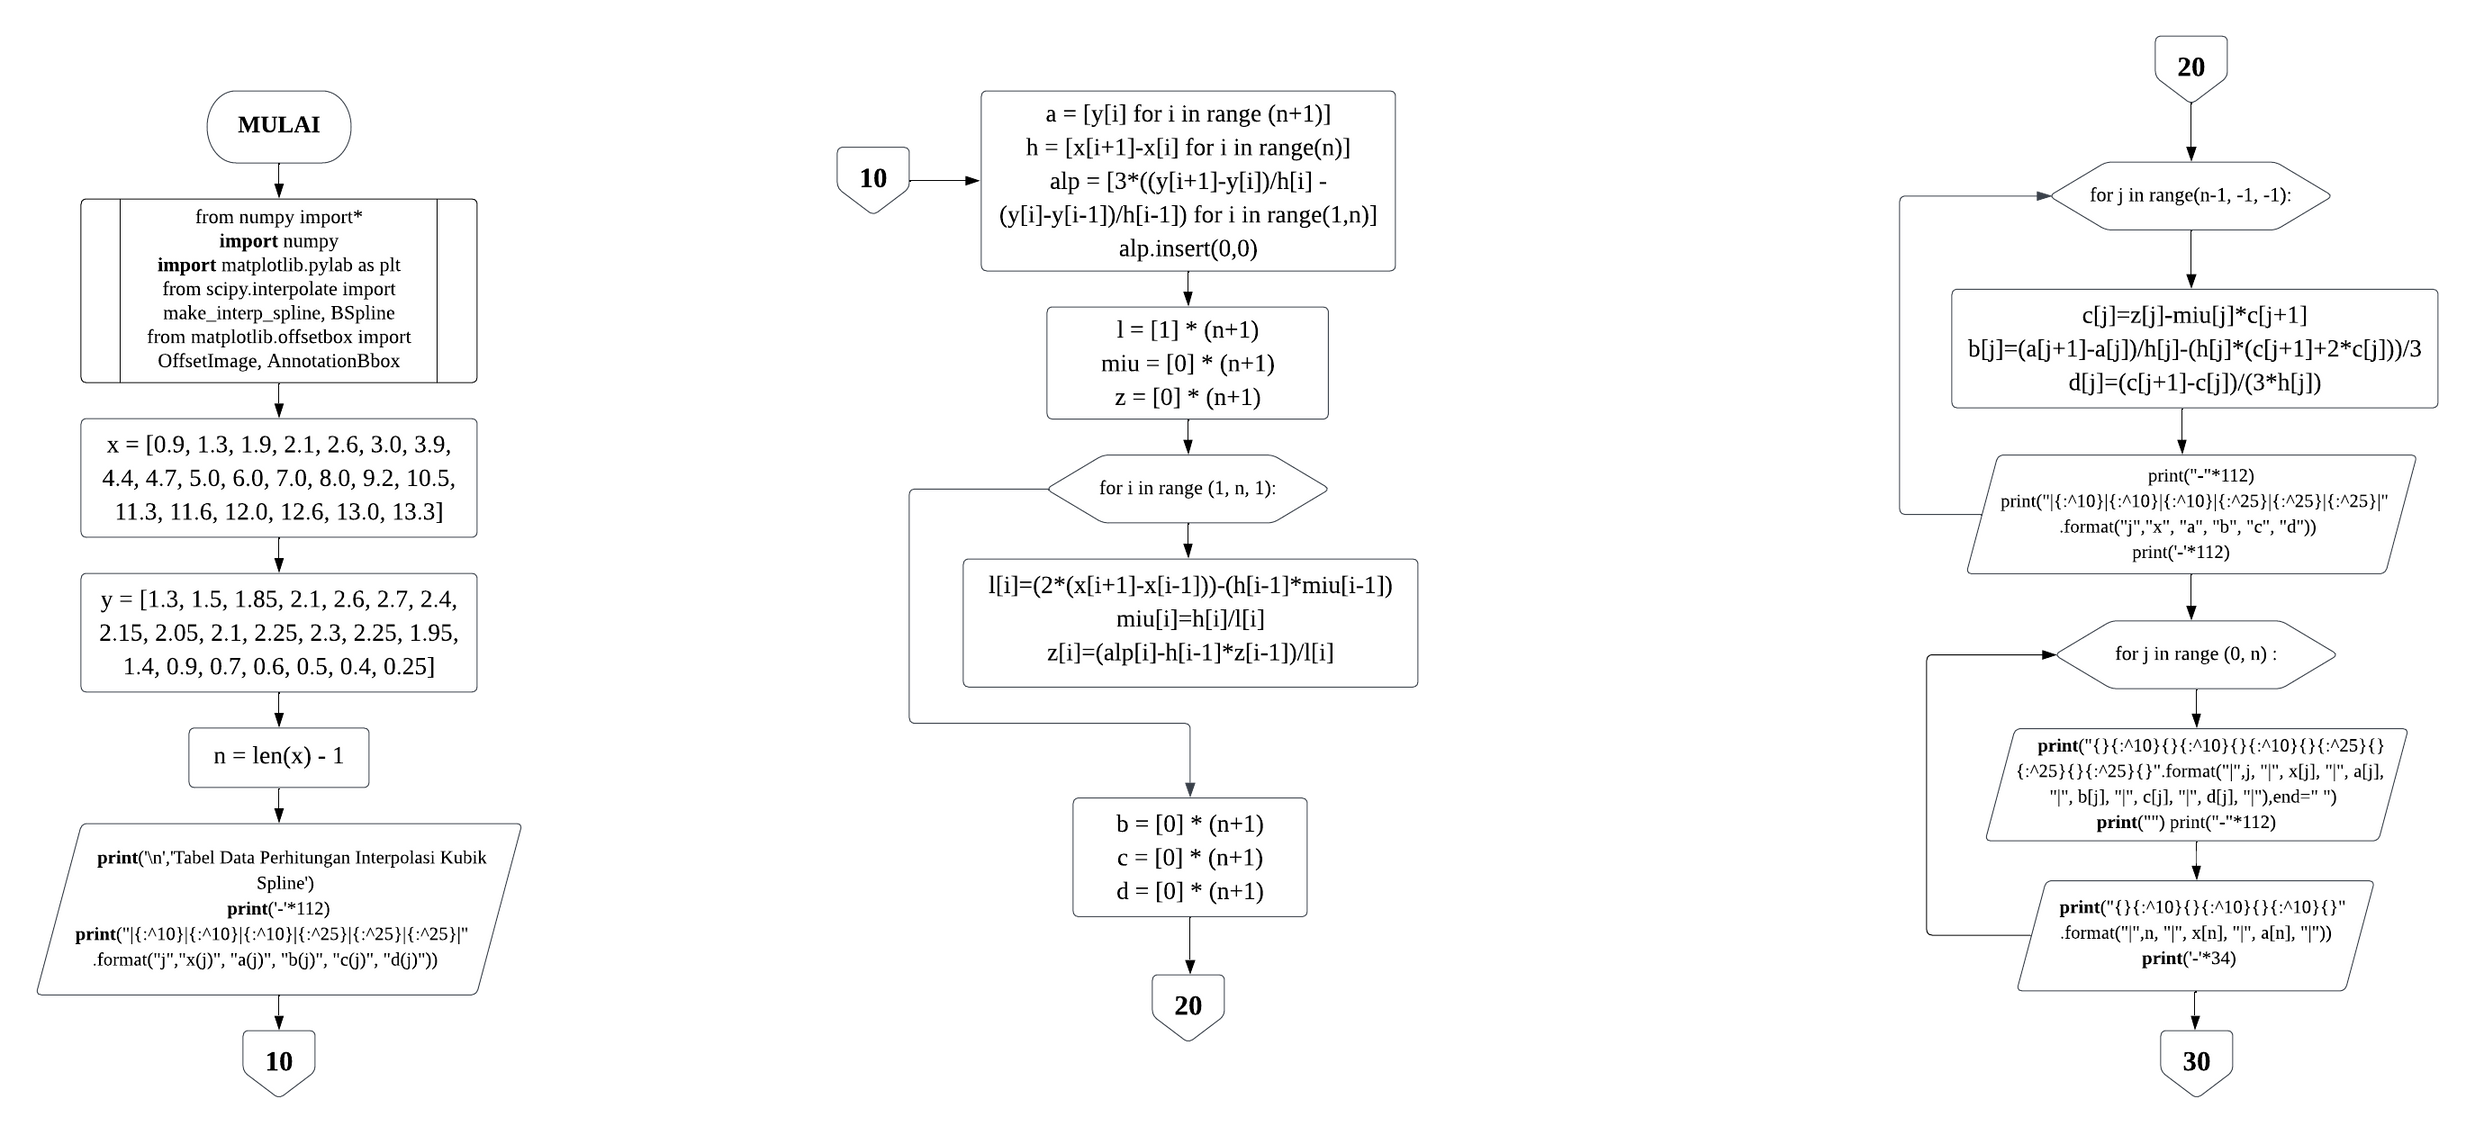 MULAI
from numpy import*
import numpy
import matplotlib.pylab as plt
from scipy.interpolate import
make_interp_spline, BSpline
from matplotlib.offsetbox import
OffsetImage, AnnotationBbox
x = [0.9, 1.3, 1.9, 2.1, 2.6, 3.0, 3.9,
4.4, 4.7, 5.0, 6.0, 7.0, 8.0, 9.2, 10.5,
11.3, 11.6, 12.0, 12.6, 13.0, 13.3]
y = [1.3, 1.5, 1.85, 2.1, 2.6, 2.7, 2.4,
2.15, 2.05, 2.1, 2.25, 2.3, 2.25, 1.95,
1.4, 0.9, 0.7, 0.6, 0.5, 0.4, 0.25]
n = len(x) - 1
print('\n','Tabel Data Perhitungan Interpolasi Kubik
Spline')
print('-'*112)
print("|{:^10}|{:^10}|{:^10}|{:^25}|{:^25}|{:^25}|"
.format("j","x(j)", "a(j)", "b(j)", "c(j)", "d(j)"))
10
10
a = [y[i] for i in range (n+1)]
h = [x[i+1]-x[i] for i in range(n)]
alp = [3*((y[i+1]-y[i])/h[i] -
(y[i]-y[i-1])/h[i-1]) for i in range(1,n)]
alp.insert(0,0)
l = [1] * (n+1)
miu = [0] * (n+1)
z = [0] * (n+1)
for i in range (1, n, 1):
l[i]=(2*(x[i+1]-x[i-1]))-(h[i-1]*miu[i-1])
miu[i]=h[i]/l[i]
z[i]=(alp[i]-h[i-1]*z[i-1])/l[i]
b = [0] * (n+1)
c = [0] * (n+1)
d = [0] * (n+1)
20
20
for j in range(n-1, -1, -1):
c[j]=z[j]-miu[j]*c[j+1]
b[j]=(a[j+1]-a[j])/h[j]-(h[j]*(c[j+1]+2*c[j]))/3
d[j]=(c[j+1]-c[j])/(3*h[j])
print("-"*112)
print("|{:^10}|{:^10}|{:^10}|{:^25}|{:^25}|{:^25}|"
.format("j","x", "a", "b", "c", "d"))
print('-'*112)
for j in range (0, n) :
print("{}{:^10}{}{:^10}{}{:^10}{}{:^25}{}
{:^25}{}{:^25}{}".format("|",j, "|", x[j], "|", a[j],
"|", b[j], "|", c[j], "|", d[j], "|"),end=" ")
print("") print("-"*112)
print("{}{:^10}{}{:^10}{}{:^10}{}"
.format("|",n, "|", x[n], "|", a[n], "|"))
print('-'*34)
30